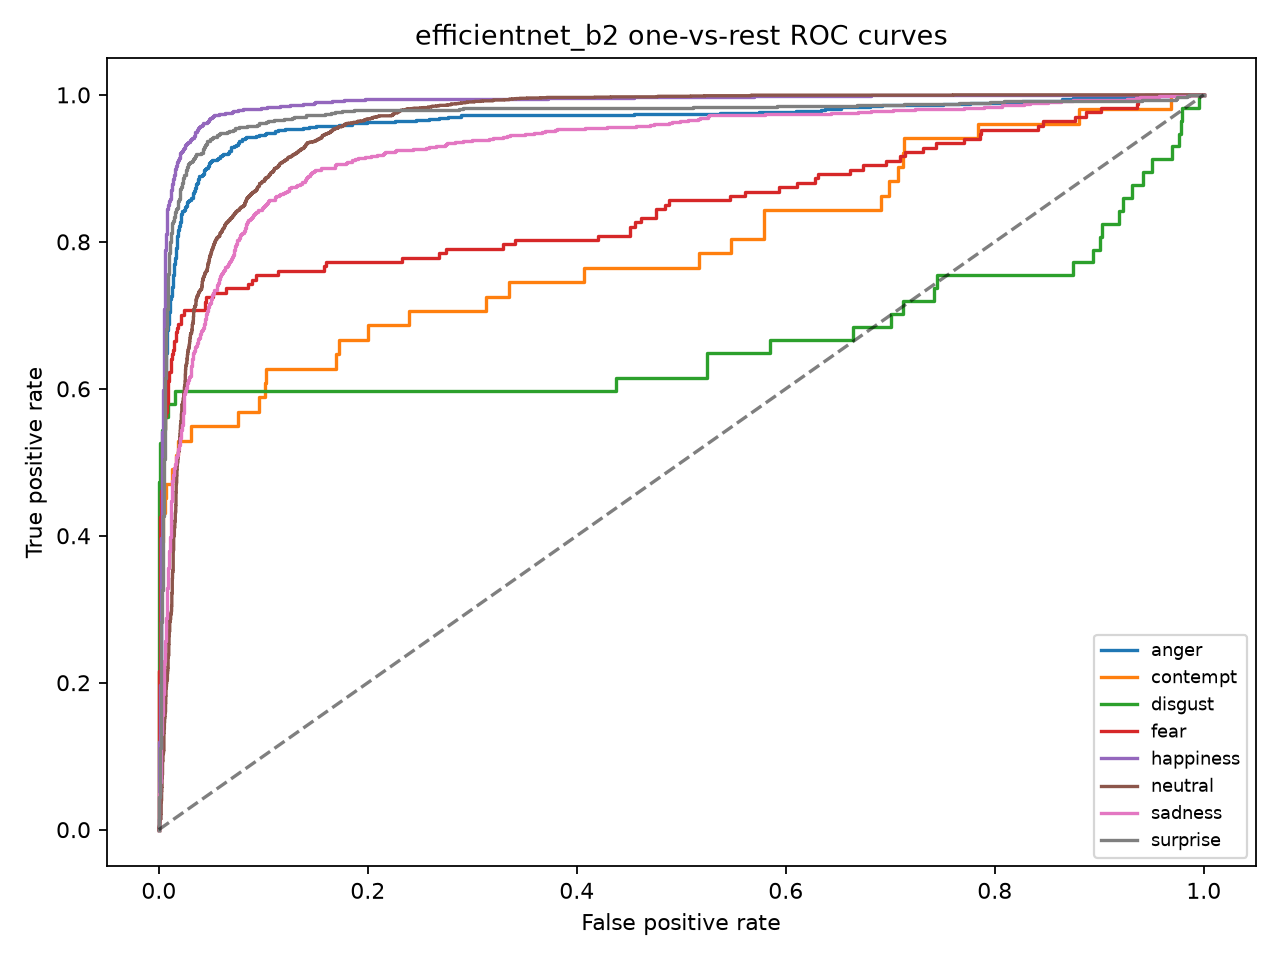 efficientnet_b2 one-vs-rest ROC curves
True positive rate
1.0
0.8
0.6
0.4
0.2
0.0
0.0 0.2 0.4 0.6 0.8 1.0
False positive rate
anger
contempt
disgust
fear
happiness
neutral
sadness
surprise